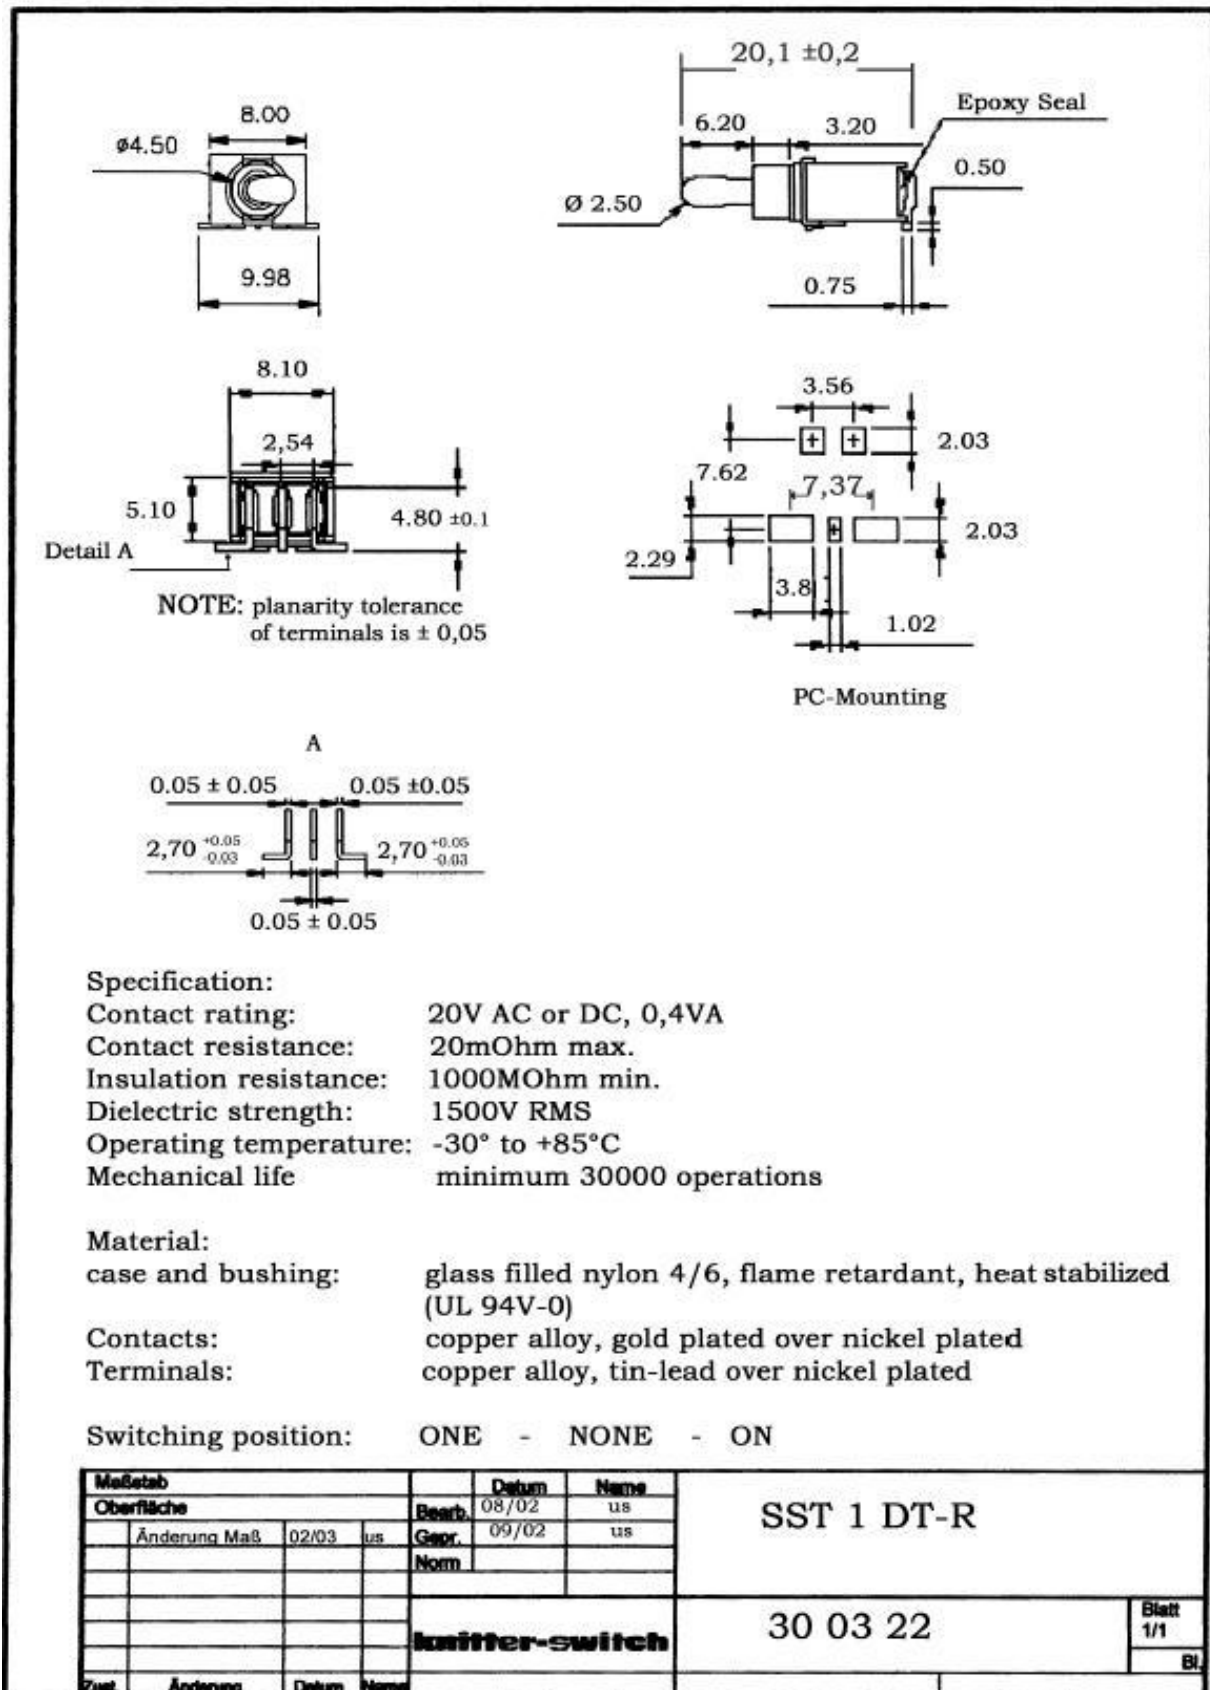 20,1 ±0,2
8.00
ø4.50
Epoxy Seal
6.20 3.20
0.50
Ø 2.50
9.98
0.75
8.10
3.56
2,54
2.03
7.62
7,37
5.10
4.80 ±0.1
2.03
Detail A
2.29
3.8
NOTE: planarity tolerance
of terminals is ± 0,05
1.02
PC-Mounting
A
0.05 ± 0.05 0.05 ±0.05
2,70 +0.05 -0.03 2,70 +0.05 -0.03
0.05 ± 0.05
Specification:
Contact rating: 20V AC or DC, 0,4VA
Contact resistance: 20mOhm max.
Insulation resistance: 1000MOhm min.
Dielectric strength: 1500V RMS
Operating temperature: -30° to +85°C
Mechanical life minimum 30000 operations
Material:
case and bushing: glass filled nylon 4/6, flame retardant, heat stabilized
(UL 94V-0)
Contacts: copper alloy, gold plated over nickel plated
Terminals: copper alloy, tin-lead over nickel plated
Switching position: ONE - NONE - ON
Maßstab Datum Name
Oberfläche Bearb. 08/02 us
SST 1 DT-R
Änderung Maß 02/03 us Gepr. 09/02 us
Norm
knitter-switch
30 03 22
Blatt
1/1
Bl.
Zust. Änderung Datum Name